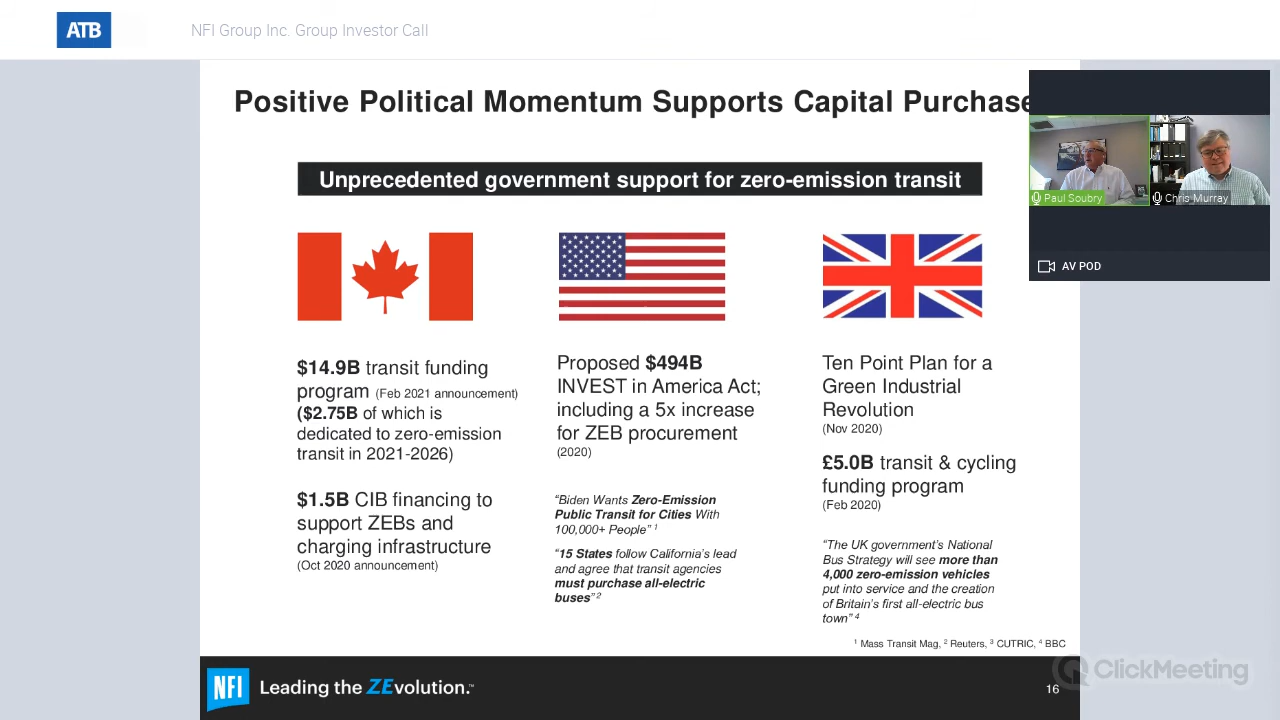 ATB
NFI Group Inc. Group Investor Call
Positive Political Momentum Supports Capital Purchase
Unprecedented government support for zero-emission transit
$14.9B transit funding
program (Feb 2021 announcement)
($2.75B of which is
dedicated to zero-emission
transit in 2021-2026)
$1.5B CIB financing to
support ZEBs and
charging infrastructure
(Oct 2020 announcement)
Proposed $494B
INVEST in America Act;
including a 5x increase
for ZEB procurement
(2020)
“Biden Wants Zero-Emission
Public Transit for Cities With
100,000+ People” 1
“15 States follow California’s lead
and agree that transit agencies
must purchase all-electric
buses” 2
Ten Point Plan for a
Green Industrial
Revolution
(Nov 2020)
£5.0B transit & cycling
funding program
(Feb 2020)
“The UK government’s National
Bus Strategy will see more than
4,000 zero-emission vehicles
put into service and the creation
of Britain’s first all-electric bus
town” 4
1 Mass Transit Mag, 2 Reuters, 3 CUTRIC, 4 BBC
Paul Soubry
Chris Murray
AV POD
NFI
Leading the ZEvolution.™
16
ClickMeeting